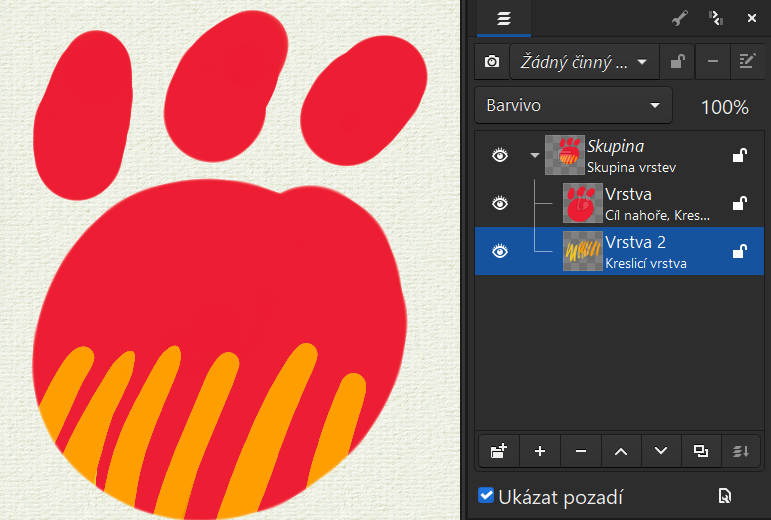 Žádný činný ...
Barvivo
100%
Skupina
Skupina vrstev
Vrstva
Cíl nahoře, Kres...
Vrstva 2
Kreslicí vrstva
Ukázat pozadí